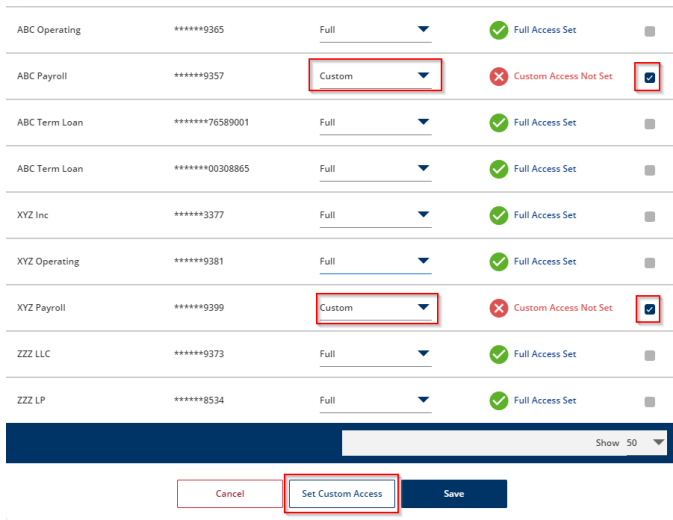 ABC Operating ******9365 Full Full Access Set
ABC Payroll ******9357 Custom Custom Access Not Set
ABC Term Loan *******76589001 Full Full Access Set
ABC Term Loan *******00308865 Full Full Access Set
XYZ Inc ******3377 Full Full Access Set
XYZ Operating ******9381 Full Full Access Set
XYZ Payroll ******9399 Custom Custom Access Not Set
ZZZ LLC ******9373 Full Full Access Set
ZZZ LP ******8534 Full Full Access Set
Show 50
Cancel Set Custom Access Save